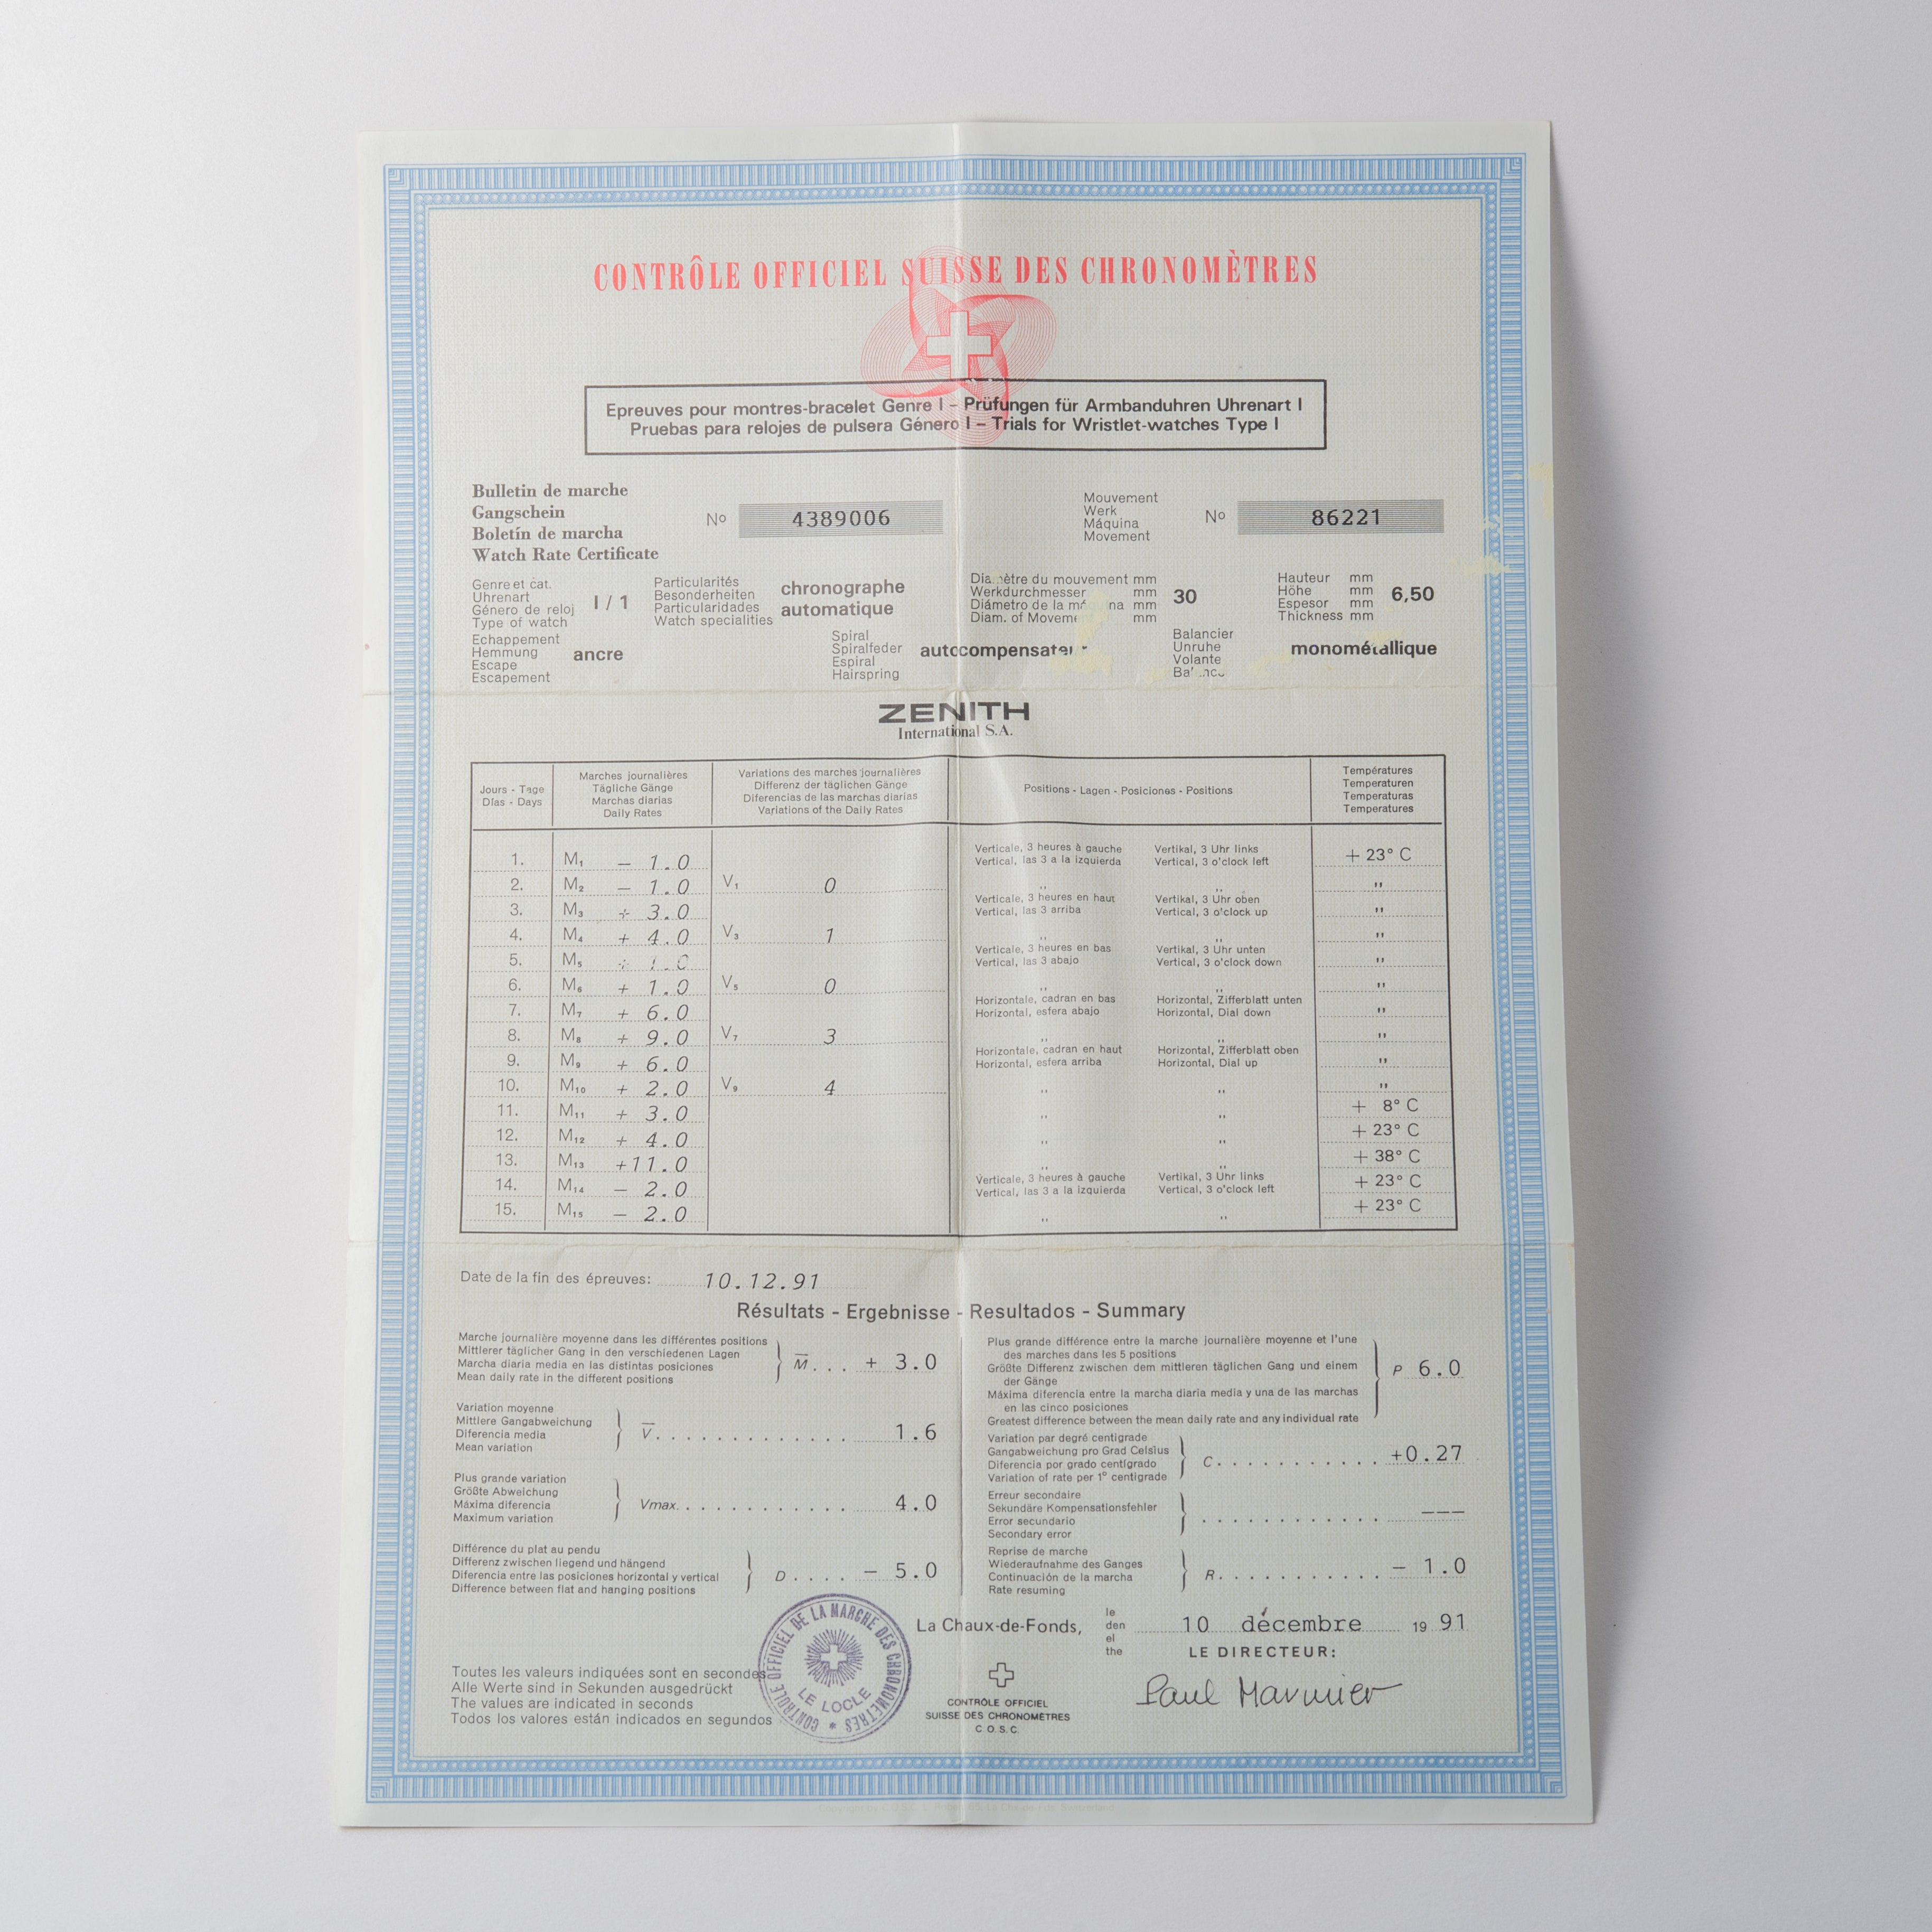 CONTRÔLE OFFICIEL SUISSE DES CHRONOMÈTRES
Epreuves pour montres-bracelet Genre I – Prüfungen für Armbanduhren Uhrenart I
Pruebas para relojes de pulsera Género I – Trials for Wristlet-watches Type I
Bulletin de marche
Gangschein
Boletín de marcha
Watch Rate Certificate
No 4389006
Mouvement
Werk
Máquina
Movement
No 86221
Genre et cat.
Uhrenart
Género de reloj
Type of watch
I / 1
Particularités
Besonderheiten
Particularidades
Watch specialities
chronographe
automatique
du mouvement mm
Werkdurchmesser mm
Diámetro de la mm
Diam. of mm
30
Hauteur mm
Höhe mm
Espesor mm
Thickness mm
6,50
Echappement
Hemmung
Escape
Escapement
ancre
Spiral
Spiralfeder
Espiral
Hairspring
Balancier
Unruhe
Volante
monométallique
ZENITH
International S.A.
Jours - Tage
Días - Days
Marches journalières
Tägliche Gänge
Marchas diarias
Daily Rates
Variations des marches journalières
Differenz der täglichen Gänge
Diferencias de las marchas diarias
Variations of the Daily Rates
Positions - Lagen - Posiciones - Positions
Températures
Temperaturen
Temperaturas
Temperatures
1. M1 – 1.0 Verticale, 3 heures à gauche Vertikal, 3 Uhr links + 23° C
Vertical, las 3 a la izquierda Vertical, 3 o'clock left
2. M2 – 1.0 V1 0 ,, ,, ,,
3. M3 + 3.0 Verticale, 3 heures en haut Vertikal, 3 Uhr oben ,,
Vertical, las 3 arriba Vertical, 3 o'clock up
4. M4 + 4.0 V3 1 ,, ,, ,,
5. M5 + 1.0 Verticale, 3 heures en bas Vertikal, 3 Uhr unten ,,
Vertical, las 3 abajo Vertical, 3 o'clock down
6. M6 + 1.0 V5 0 ,, ,, ,,
7. M7 + 6.0 Horizontale, cadran en bas Horizontal, Zifferblatt unten ,,
Horizontal, esfera abajo Horizontal, Dial down
8. M8 + 9.0 V7 3 ,, ,, ,,
9. M9 + 6.0 Horizontale, cadran en haut Horizontal, Zifferblatt oben ,,
Horizontal, esfera arriba Horizontal, Dial up
10. M10 + 2.0 V9 4 ,, ,, ,,
11. M11 + 3.0 ,, ,, + 8° C
12. M12 + 4.0 ,, ,, + 23° C
13. M13 +11.0 ,, ,, + 38° C
14. M14 – 2.0 Verticale, 3 heures à gauche Vertikal, 3 Uhr links + 23° C
Vertical, las 3 a la izquierda Vertical, 3 o'clock left
15. M15 – 2.0 ,, ,, + 23° C
Date de la fin des épreuves: 10.12.91
Résultats - Ergebnisse - Resultados - Summary
Marche journalière moyenne dans les différentes positions
Mittlerer täglicher Gang in den verschiedenen Lagen
Marcha diaria media en las distintas posiciones
Mean daily rate in the different positions
M... + 3.0
Plus grande différence entre la marche journalière moyenne et l'une
des marches dans les 5 positions
Größte Differenz zwischen dem mittleren täglichen Gang und einem
der Gänge
Máxima diferencia entre la marcha diaria media y una de las marchas
en las cinco posiciones
Greatest difference between the mean daily rate and any individual rate
P 6.0
Variation moyenne
Mittlere Gangabweichung
Diferencia media
Mean variation
V. 1.6
Variation par degré centigrade
Gangabweichung pro Grad Celsius
Diferencia por grado centígrado
Variation of rate per 1° centigrade
C. +0.27
Plus grande variation
Größte Abweichung
Máxima diferencia
Maximum variation
Vmax. 4.0
Erreur secondaire
Sekundäre Kompensationsfehler
Error secundario
Secondary error
---
Différence du plat au pendu
Differenz zwischen liegend und hängend
Diferencia entre las posiciones horizontal y vertical
Difference between flat and hanging positions
D.... – 5.0
Reprise de marche
Wiederaufnahme des Ganges
Continuación de la marcha
Rate resuming
R. – 1.0
La Chaux-de-Fonds,
le
den
el
the
10 décembre 19 91
LE DIRECTEUR:
Paul Marmier
Toutes les valeurs indiquées sont en secondes
Alle Werte sind in Sekunden ausgedrückt
The values are indicated in seconds
Todos los valores están indicados en segundos
CONTROLE OFFICIEL DE LA MARCHE DES CHRONOMETRES *
LE LOCLE
CONTRÔLE OFFICIEL
SUISSE DES CHRONOMÈTRES
C.O.S.C.